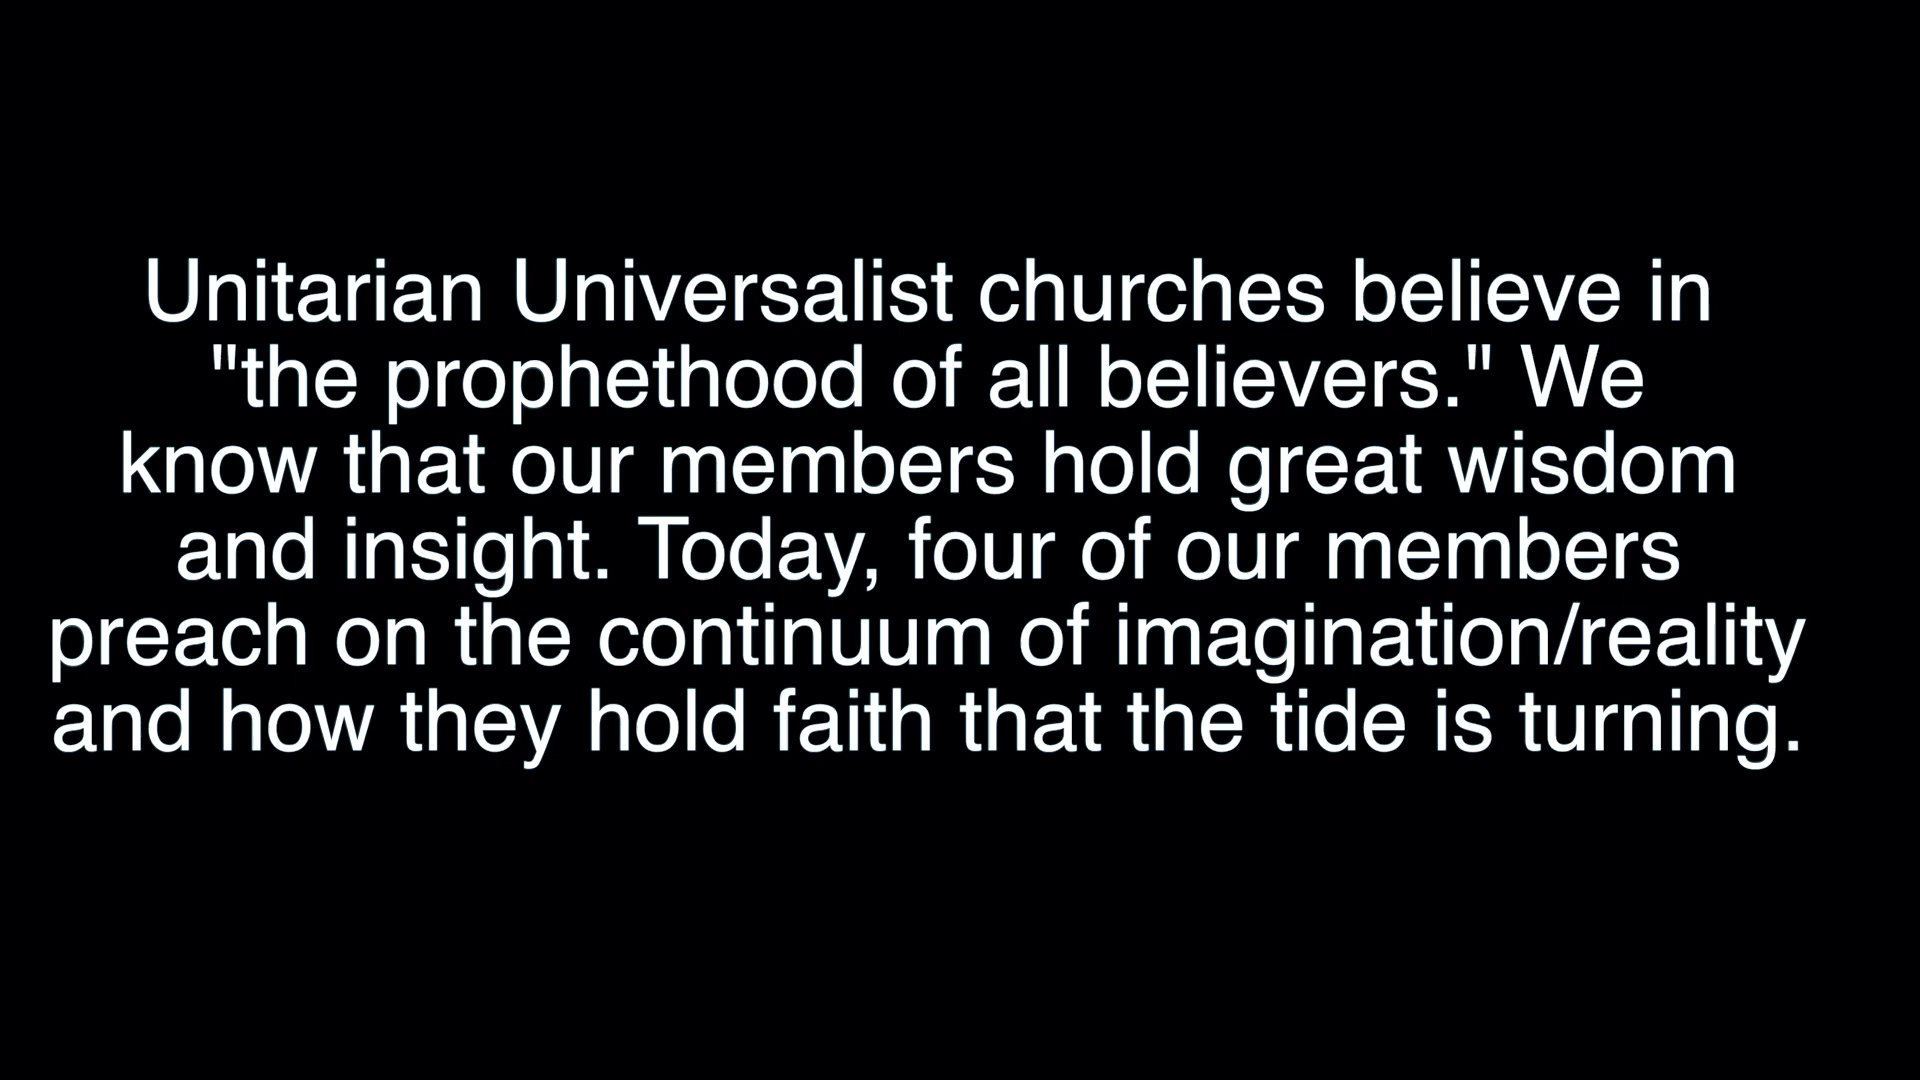 Unitarian Universalist churches believe in
"the prophethood of all believers." We
know that our members hold great wisdom
and insight. Today, four of our members
preach on the continuum of imagination/reality
and how they hold faith that the tide is turning.